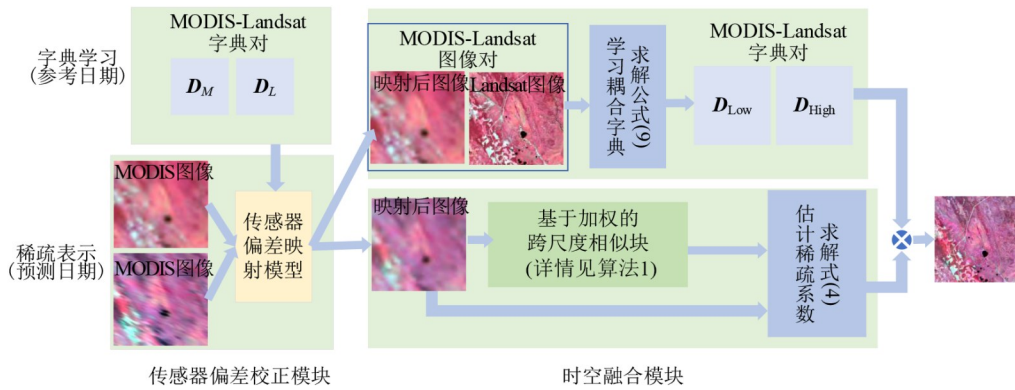 字典学习
(参考日期)
MODIS-Landsat
字典对
D_M
D_L
MODIS-Landsat
图像对
映射后图像
Landsat图像
学习耦合字典
求解公式(9)
MODIS-Landsat
字典对
D_Low
D_High
稀疏表示
(预测日期)
MODIS图像
MODIS图像
传感器
偏差映
射模型
映射后图像
基于加权的
跨尺度相似块
(详情见算法1)
估计稀疏系数
求解式(4)
传感器偏差校正模块
时空融合模块